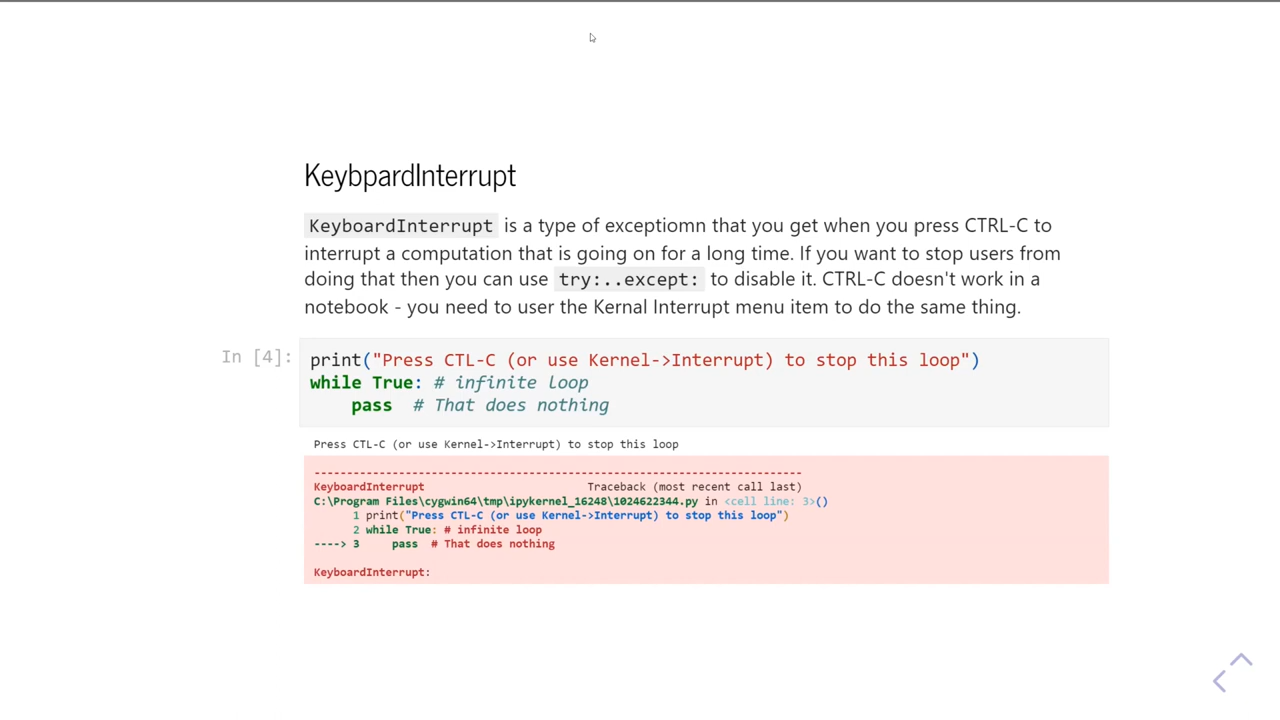 KeybpardInterrupt
KeyboardInterrupt is a type of exceptiomn that you get when you press CTRL-C to
interrupt a computation that is going on for a long time. If you want to stop users from
doing that then you can use try:..except: to disable it. CTRL-C doesn't work in a
notebook - you need to user the Kernal Interrupt menu item to do the same thing.
In [4]: print("Press CTL-C (or use Kernel->Interrupt) to stop this loop")
while True: # infinite loop
    pass  # That does nothing
Press CTL-C (or use Kernel->Interrupt) to stop this loop
---------------------------------------------------------------------------
KeyboardInterrupt                         Traceback (most recent call last)
C:\Program Files\cygwin64\tmp\ipykernel_16248\1024622344.py in <cell line: 3>()
      1 print("Press CTL-C (or use Kernel->Interrupt) to stop this loop")
      2 while True: # infinite loop
----> 3     pass  # That does nothing
KeyboardInterrupt: